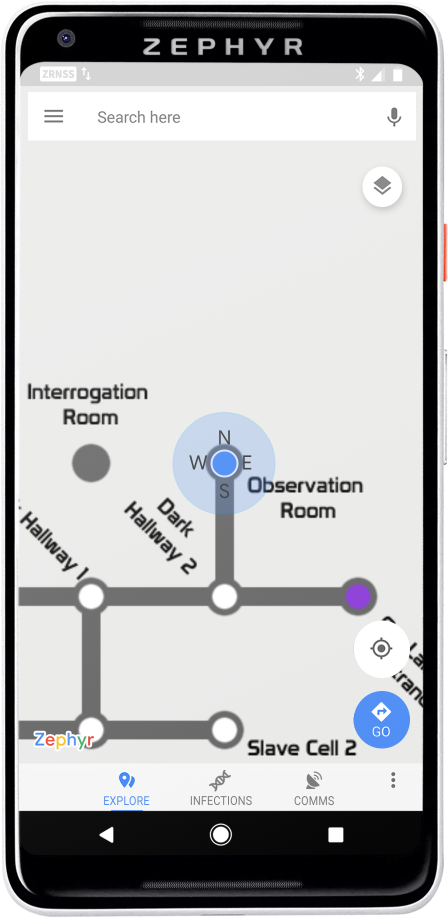 ZEPHYR
ZRNSS
Search here
Interrogation
Room
N
W E
S
Observation
Room
Dark
Hallway 2
Hallway 1
Slave Cell 2
Zephyr
GO
EXPLORE
INFECTIONS
COMMS